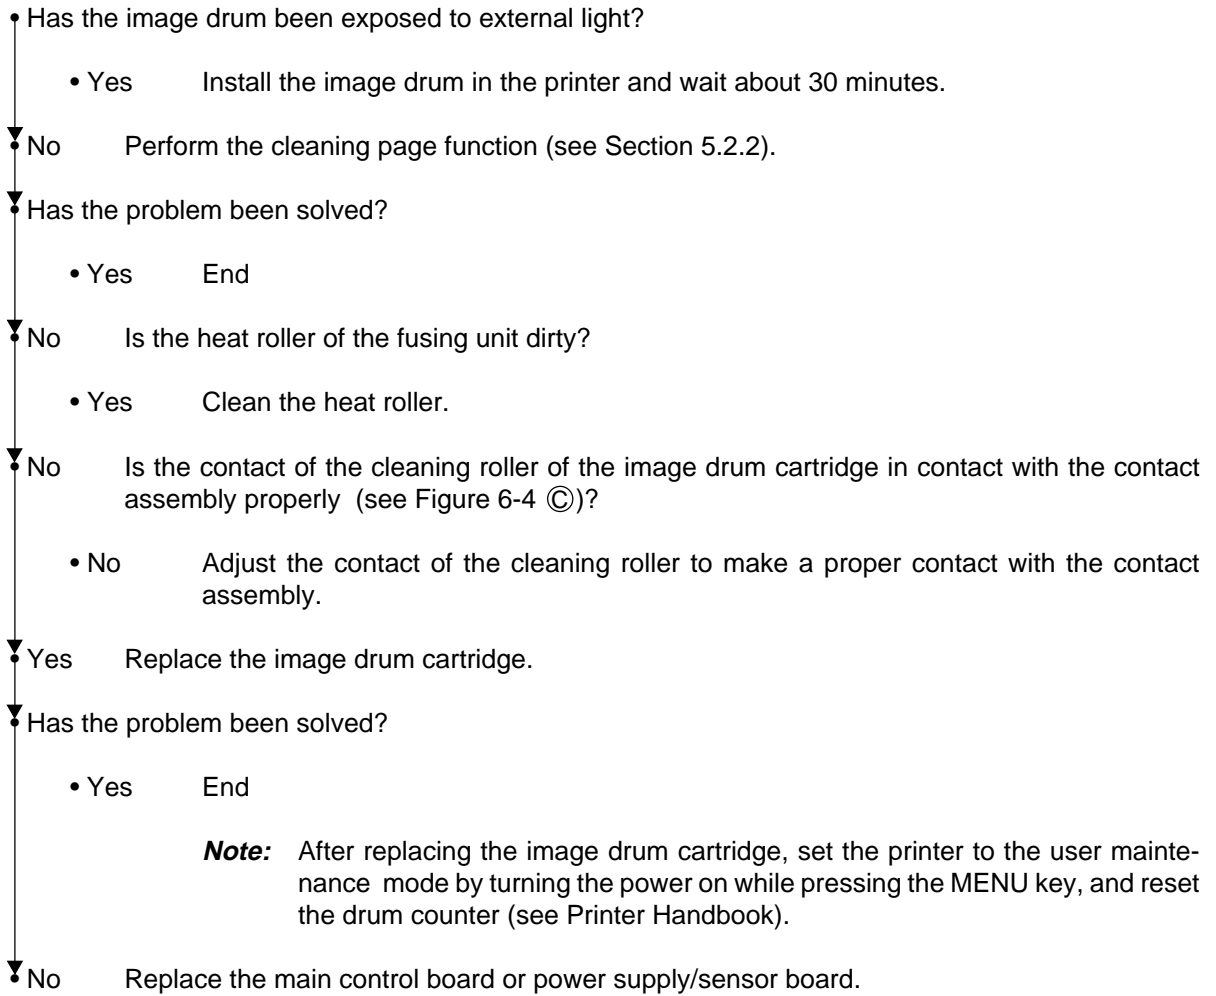 • Has the image drum been exposed to external light?
• Yes Install the image drum in the printer and wait about 30 minutes.
• No Perform the cleaning page function (see Section 5.2.2).
• Has the problem been solved?
• Yes End
• No Is the heat roller of the fusing unit dirty?
• Yes Clean the heat roller.
• No Is the contact of the cleaning roller of the image drum cartridge in contact with the contact
assembly properly (see Figure 6-4 Ⓒ)?
• No Adjust the contact of the cleaning roller to make a proper contact with the contact
assembly.
• Yes Replace the image drum cartridge.
• Has the problem been solved?
• Yes End
Note: After replacing the image drum cartridge, set the printer to the user mainte-
nance mode by turning the power on while pressing the MENU key, and reset
the drum counter (see Printer Handbook).
• No Replace the main control board or power supply/sensor board.